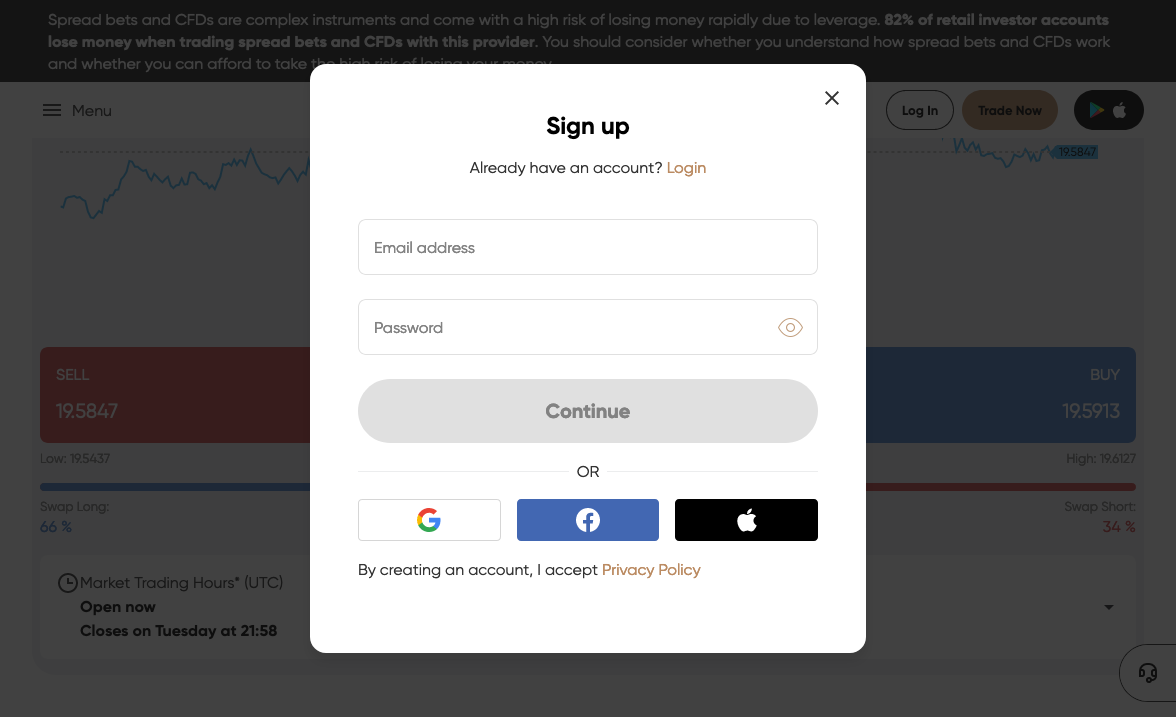 Spread bets and CFDs are complex instruments and come with a high risk of losing money rapidly due to leverage. 82% of retail investor accounts
lose money when trading spread bets and CFDs with this provider. You should consider whether you understand how spread bets and CFDs work
and whether you can afford to take the high risk of losing your money.
Menu
Log In
Trade Now
19.5847
Sign up
Already have an account? Login
Email address
Password
Continue
OR
By creating an account, I accept Privacy Policy
SELL
19.5847
BUY
19.5913
Low: 19.5437
High: 19.6127
Swap Long:
66 %
Swap Short:
34 %
Market Trading Hours* (UTC)
Open now
Closes on Tuesday at 21:58